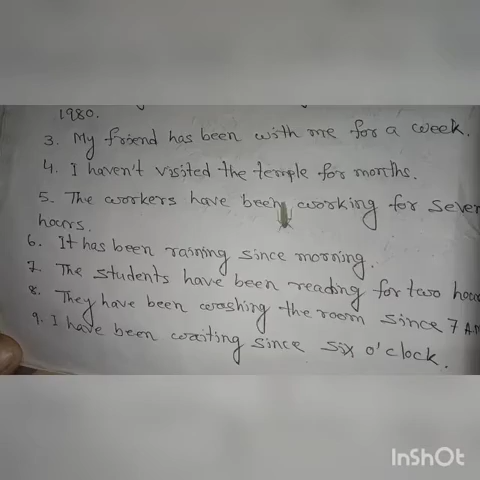 1980.
3. My friend has been with me for a week.
4. I haven't visited the temple for months.
5. The workers have been working for seven
hours.
6. It has been raining since morning.
7. The students have been reading for two hours
8. They have been washing the room since 7 AM
9. I have been waiting since six o'clock.
InShOt